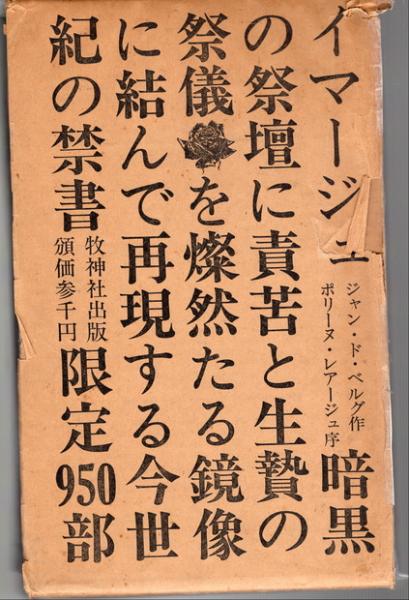 イマージュ
ジャン・ド・ベルグ作
ポリーヌ・レアージュ序
暗黒
の祭壇に責苦と生贄の
祭儀を燦然たる鏡像
に結んで再現する今世
紀の禁書
牧神社出版
頒価参千円
限定950部